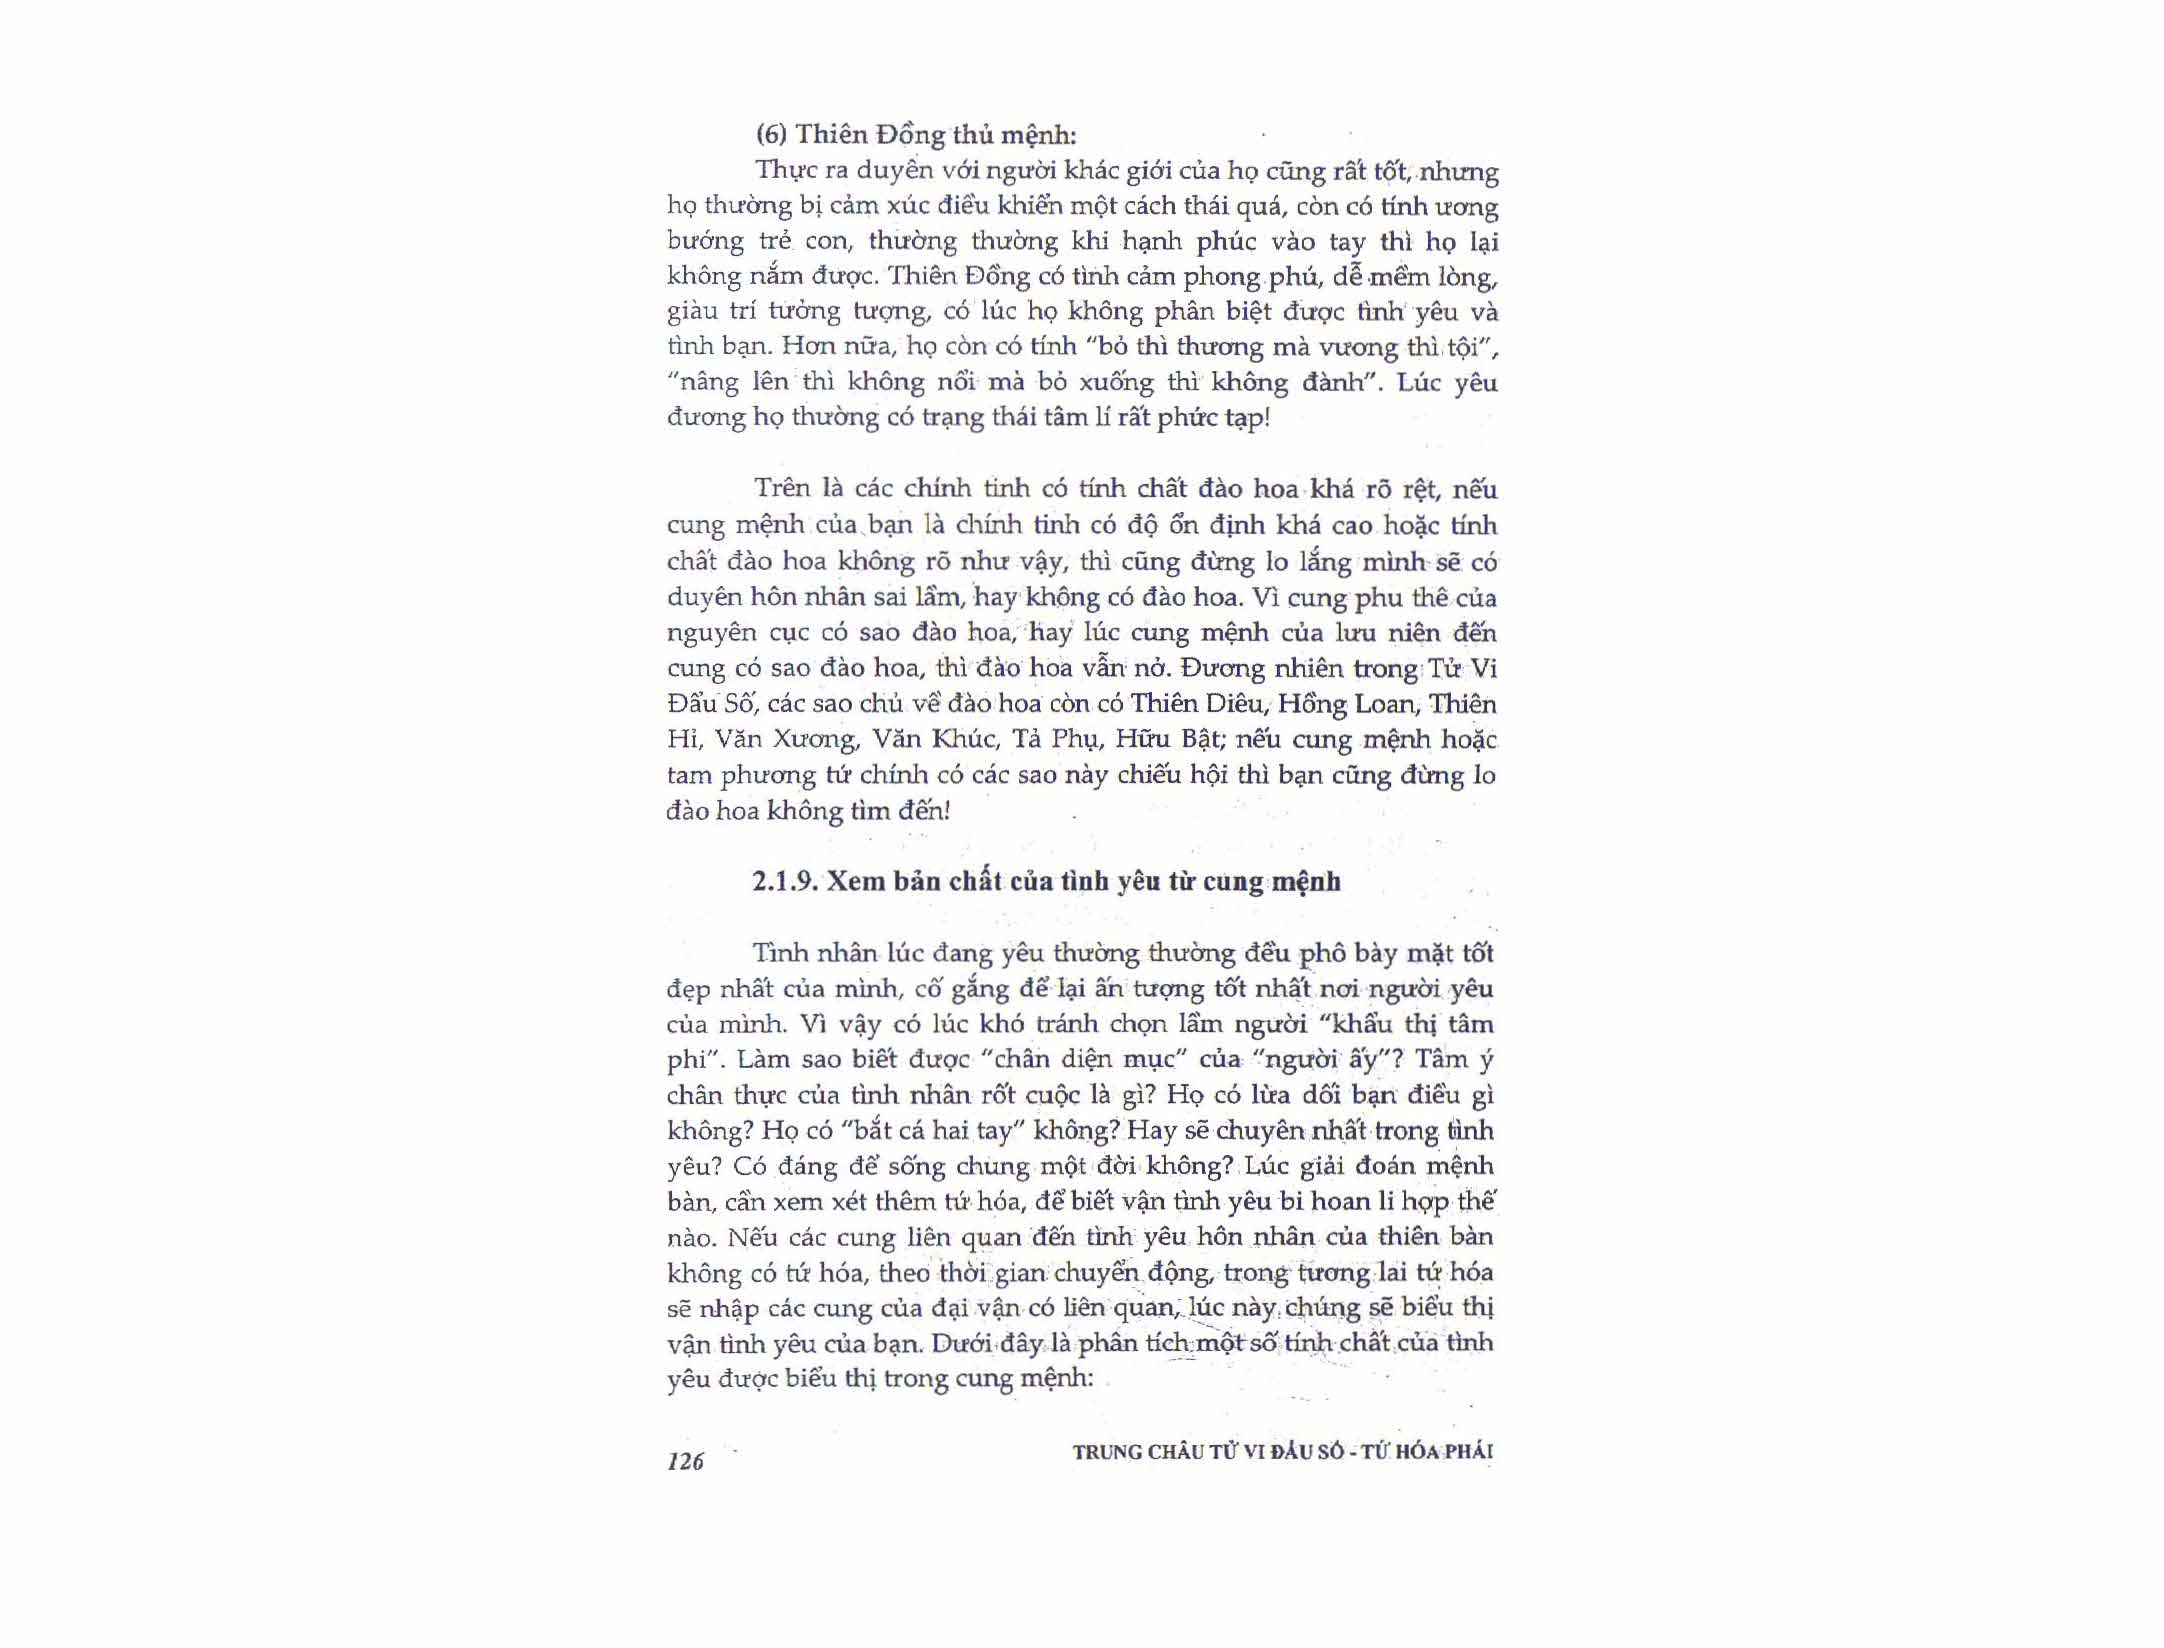 (6) Thiên Đồng thủ mệnh:
Thực ra duyên với người khác giới của họ cũng rất tốt, nhưng
họ thường bị cảm xúc điều khiển một cách thái quá, còn có tính ương
bướng trẻ con, thường thường khi hạnh phúc vào tay thì họ lại
không nắm được. Thiên Đồng có tình cảm phong phú, dễ mềm lòng,
giàu trí tưởng tượng, có lúc họ không phân biệt được tình yêu và
tình bạn. Hơn nữa, họ còn có tính "bỏ thì thương mà vương thì tội",
"nâng lên thì không nổi mà bỏ xuống thì không đành". Lúc yêu
đương họ thường có trạng thái tâm lí rất phức tạp!
Trên là các chính tinh có tính chất đào hoa khá rõ rệt, nếu
cung mệnh của bạn là chính tinh có độ ổn định khá cao hoặc tính
chất đào hoa không rõ như vậy, thì cũng đừng lo lắng mình sẽ có
duyên hôn nhân sai lầm, hay không có đào hoa. Vì cung phu thê của
nguyên cục có sao đào hoa, hay lúc cung mệnh của lưu niên đến
cung có sao đào hoa, thì đào hoa vẫn nở. Đương nhiên trong Tử Vi
Đẩu Số, các sao chủ về đào hoa còn có Thiên Diêu, Hồng Loan, Thiên
Hỉ, Văn Xương, Văn Khúc, Tả Phụ, Hữu Bật; nếu cung mệnh hoặc
tam phương tứ chính có các sao này chiếu hội thì bạn cũng đừng lo
đào hoa không tìm đến!
2.1.9. Xem bản chất của tình yêu từ cung mệnh
Tình nhân lúc đang yêu thường thường đều phô bày mặt tốt
đẹp nhất của mình, cố gắng để lại ấn tượng tốt nhất nơi người yêu
của mình. Vì vậy có lúc khó tránh chọn lầm người "khẩu thị tâm
phi". Làm sao biết được "chân diện mục" của "người ấy"? Tâm ý
chân thực của tình nhân rốt cuộc là gì? Họ có lừa dối bạn điều gì
không? Họ có "bắt cá hai tay" không? Hay sẽ chuyên nhất trong tình
yêu? Có đáng để sống chung một đời không? Lúc giải đoán mệnh
bàn, cần xem xét thêm tứ hóa, để biết vận tình yêu bi hoan li hợp thế
nào. Nếu các cung liên quan đến tình yêu hôn nhân của thiên bàn
không có tứ hóa, theo thời gian chuyển động, trong tương lai tứ hóa
sẽ nhập các cung của đại vận có liên quan, lúc này chúng sẽ biểu thị
vận tình yêu của bạn. Dưới đây là phân tích một số tính chất của tình
yêu được biểu thị trong cung mệnh:
126
TRUNG CHÂU TỬ VI ĐẨU SỐ - TỨ HÓA PHÁI